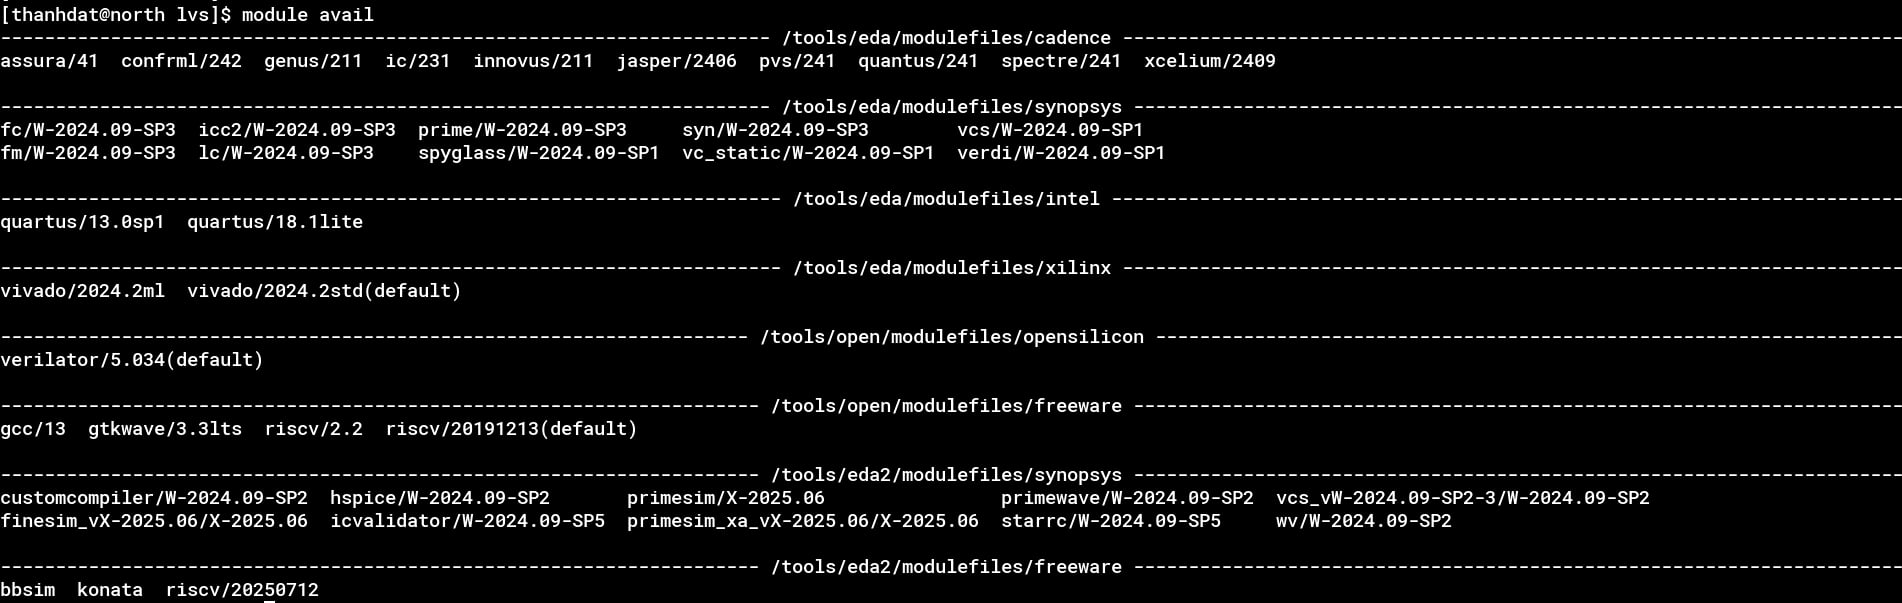 [thanhdat@north lvs]$ module avail
---------------------------------------------------------------------- /tools/eda/modulefiles/cadence -----------------------------------------------------------------------
assura/41  confrml/242  genus/211  ic/231  innovus/211  jasper/2406  pvs/241  quantus/241  spectre/241  xcelium/2409
---------------------------------------------------------------------- /tools/eda/modulefiles/synopsys ----------------------------------------------------------------------
fc/W-2024.09-SP3  icc2/W-2024.09-SP3  prime/W-2024.09-SP3     syn/W-2024.09-SP3        vcs/W-2024.09-SP1
fm/W-2024.09-SP3  lc/W-2024.09-SP3    spyglass/W-2024.09-SP1  vc_static/W-2024.09-SP1  verdi/W-2024.09-SP1
----------------------------------------------------------------------- /tools/eda/modulefiles/intel ------------------------------------------------------------------------
quartus/13.0sp1  quartus/18.1lite
----------------------------------------------------------------------- /tools/eda/modulefiles/xilinx -----------------------------------------------------------------------
vivado/2024.2ml  vivado/2024.2std(default)
-------------------------------------------------------------------- /tools/open/modulefiles/opensilicon --------------------------------------------------------------------
verilator/5.034(default)
--------------------------------------------------------------------- /tools/open/modulefiles/freeware ----------------------------------------------------------------------
gcc/13  gtkwave/3.3lts  riscv/2.2  riscv/20191213(default)
--------------------------------------------------------------------- /tools/eda2/modulefiles/synopsys ----------------------------------------------------------------------
customcompiler/W-2024.09-SP2  hspice/W-2024.09-SP2       primesim/X-2025.06                primewave/W-2024.09-SP2  vcs_vW-2024.09-SP2-3/W-2024.09-SP2
finesim_vX-2025.06/X-2025.06  icvalidator/W-2024.09-SP5  primesim_xa_vX-2025.06/X-2025.06  starrc/W-2024.09-SP5     wv/W-2024.09-SP2
--------------------------------------------------------------------- /tools/eda2/modulefiles/freeware ----------------------------------------------------------------------
bbsim  konata  riscv/20250712